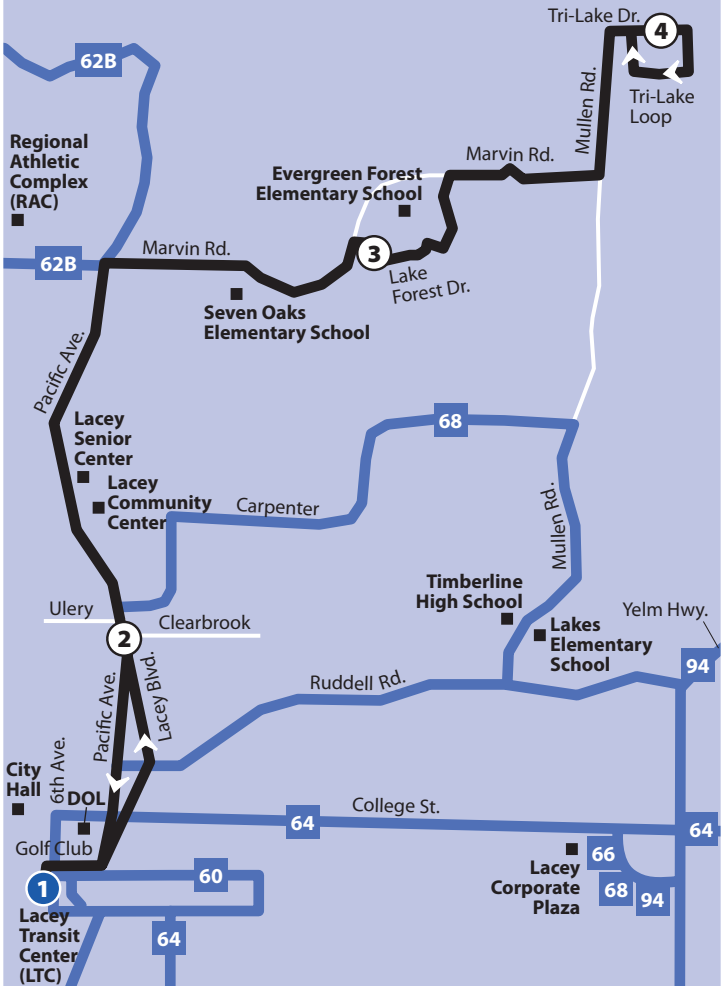 Tri-Lake Dr.
4
62B
Tri-Lake
Loop
Mullen Rd.
Regional
Athletic
Complex
(RAC)
Marvin Rd.
Evergreen Forest
Elementary School
62B
Marvin Rd.
3
Lake
Forest Dr.
Seven Oaks
Elementary School
Pacific Ave.
Lacey
Senior
Center
68
Lacey
Community
Center
Carpenter
Mullen Rd.
Timberline
High School
Ulery
2
Clearbrook
Yelm Hwy.
Lakes
Elementary
School
94
Pacific Ave.
Lacey Blvd.
Ruddell Rd.
City
Hall
6th Ave.
DOL
College St.
64
64
Golf Club
66
Lacey
Corporate
Plaza
60
68
94
1
Lacey
Transit
Center
(LTC)
64